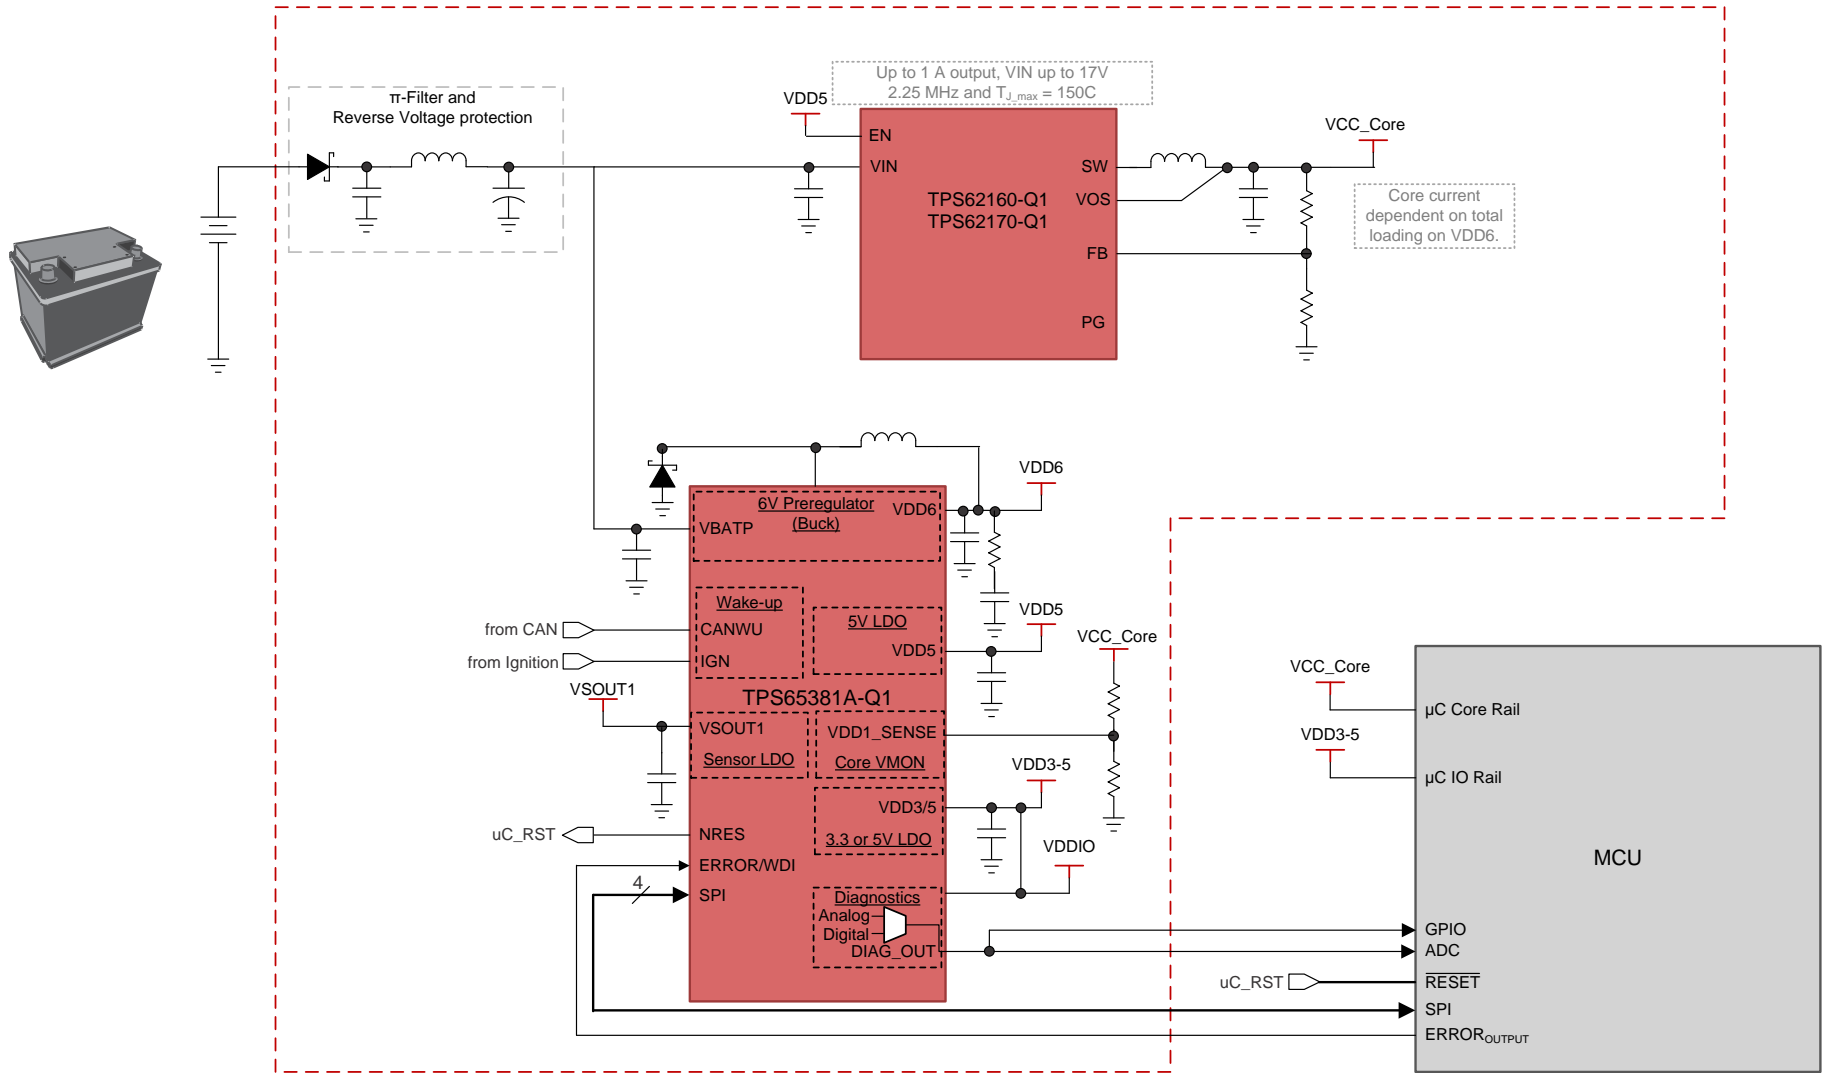 Up to 1 A output, VIN up to 17V
2.25 MHz and TJ_max = 150C
π-Filter and
Reverse Voltage protection
VDD5
EN
VIN
SW
VOS
FB
PG
TPS62160-Q1
TPS62170-Q1
VCC_Core
Core current
dependent on total
loading on VDD6.
6V Preregulator
(Buck)
VDD6
VDD6
VBATP
Wake-up
CANWU
IGN
from CAN
from Ignition
5V LDO
VDD5
VDD5
VCC_Core
TPS65381A-Q1
VSOUT1
VSOUT1
Sensor LDO
VDD1_SENSE
Core VMON
VDD3-5
VDD3/5
3.3 or 5V LDO
uC_RST
NRES
ERROR/WDI
4
SPI
VDDIO
Diagnostics
Analog
Digital
DIAG_OUT
VCC_Core
µC Core Rail
VDD3-5
µC IO Rail
MCU
GPIO
ADC
uC_RST
RESET
SPI
ERROROUTPUT